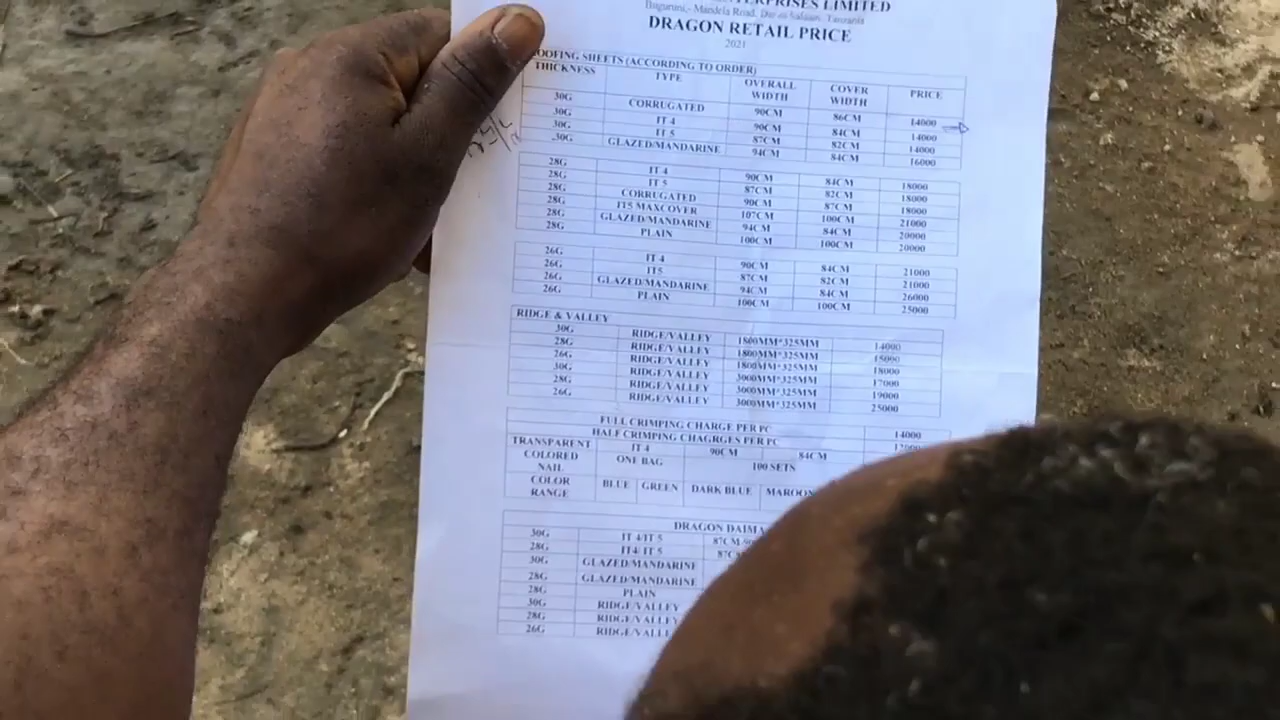 ENTERPRISES LIMITED
Buguruni,- Mandela Road, Dar es Salaam, Tanzania
DRAGON RETAIL PRICE
2021
ROOFING SHEETS (ACCORDING TO ORDER)
THICKNESS TYPE OVERALL WIDTH COVER WIDTH PRICE
30G CORRUGATED 90CM 86CM 14000
30G IT 4 90CM 84CM 14000
30G IT 5 87CM 82CM 14000
30G GLAZED/MANDARINE 94CM 84CM 16000
28G IT 4 90CM 84CM 18000
28G IT 5 87CM 82CM 18000
28G CORRUGATED 90CM 87CM 18000
28G IT5 MAXCOVER 107CM 100CM 21000
28G GLAZED/MANDARINE 94CM 84CM 20000
28G PLAIN 100CM 100CM 20000
26G IT 4 90CM 84CM 21000
26G IT5 87CM 82CM 21000
26G GLAZED/MANDARINE 94CM 84CM 26000
26G PLAIN 100CM 100CM 25000
RIDGE & VALLEY
30G RIDGE/VALLEY 1800MM*325MM 14000
28G RIDGE/VALLEY 1800MM*325MM 15000
26G RIDGE/VALLEY 1800MM*325MM 18000
30G RIDGE/VALLEY 3000MM*325MM 17000
28G RIDGE/VALLEY 3000MM*325MM 19000
26G RIDGE/VALLEY 3000MM*325MM 25000
FULL CRIMPING CHARGE PER PC 14000
HALF CRIMPING CHAGRGES PER PC
TRANSPARENT IT 4 90CM 84CM
COLORED NAIL ONE BAG 100 SETS
COLOR RANGE BLUE GREEN DARK BLUE MAROON
DRAGON DAIMA
30G IT 4/IT 5 87CM
28G IT4/IT 5
30G GLAZED/MANDARINE
28G GLAZED/MANDARINE
28G PLAIN
30G RIDGE/VALLEY
28G RIDGE/VALLEY
26G RIDGE/VALLEY